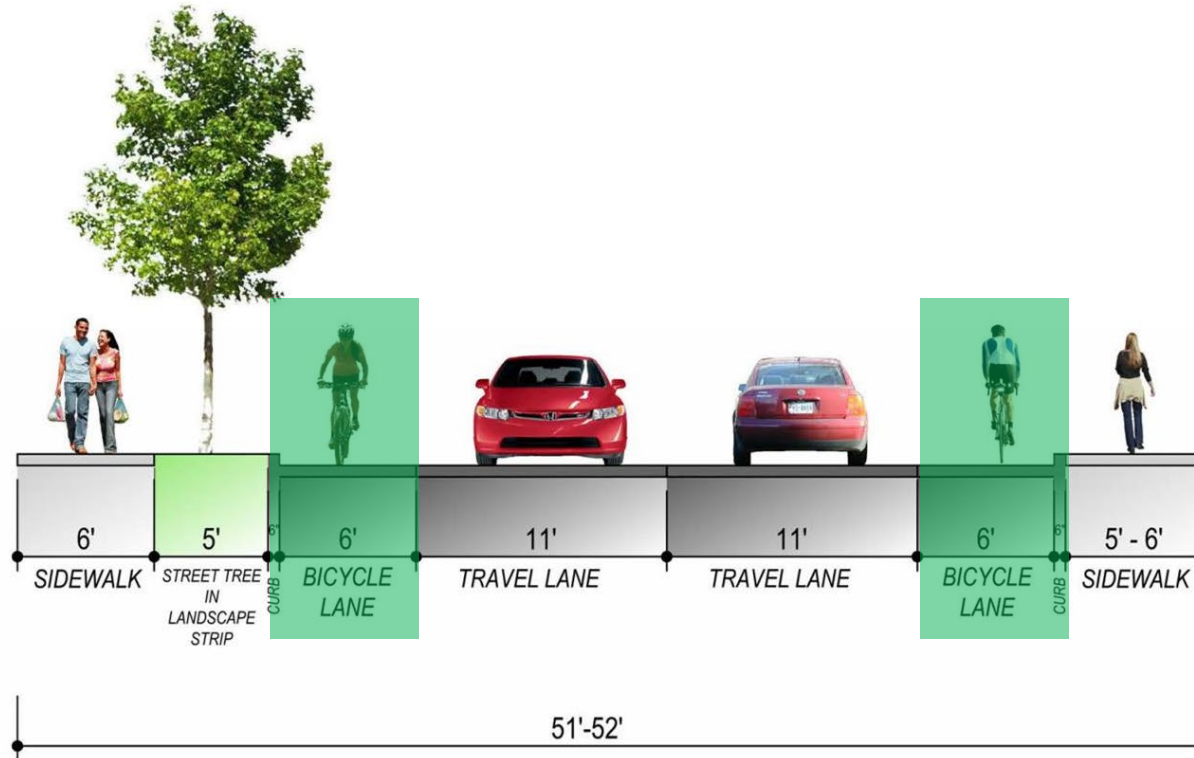 6'
5'
6"
6'
11'
11'
6'
6"
5' - 6'
SIDEWALK
STREET TREE
IN
LANDSCAPE
STRIP
CURB
BICYCLE
LANE
TRAVEL LANE
TRAVEL LANE
BICYCLE
LANE
CURB
SIDEWALK
51'-52'